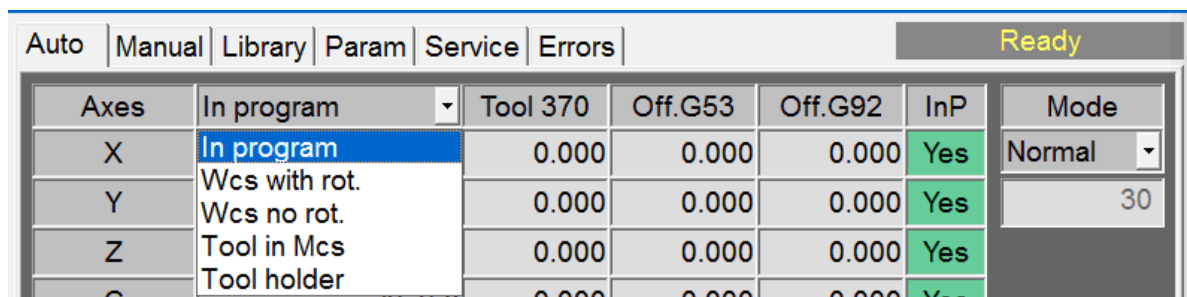 Auto Manual Library Param Service Errors Ready
Axes In program Tool 370 Off.G53 Off.G92 InP Mode
X In program 0.000 0.000 0.000 Yes Normal
Wcs with rot.
Y Wcs no rot. 0.000 0.000 0.000 Yes 30
Z Tool in Mcs 0.000 0.000 0.000 Yes
Tool holder